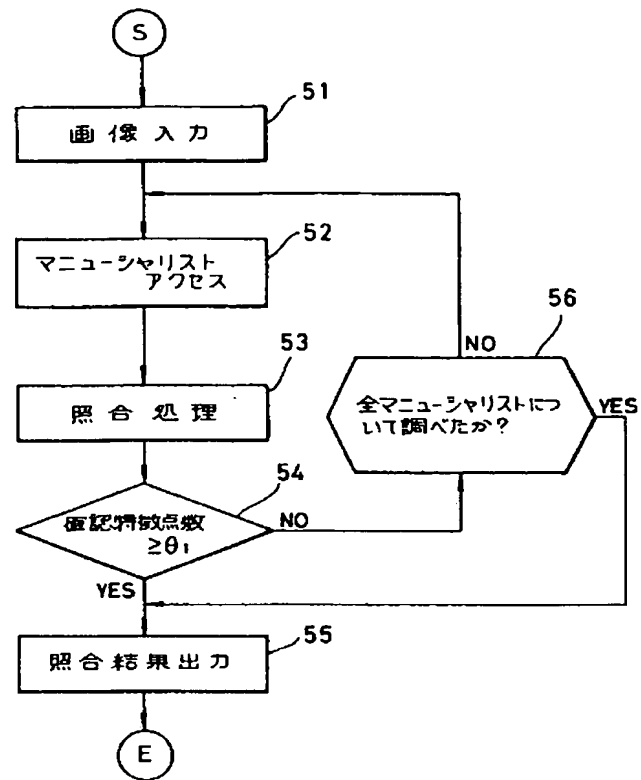 S
51
画像入力
52
マニューシャリスト
アクセス
53
照合処理
54
確認特徴点数
≧θ₁
NO
YES
56
全マニューシャリストにつ
いて調べたか?
NO
YES
55
照合結果出力
E